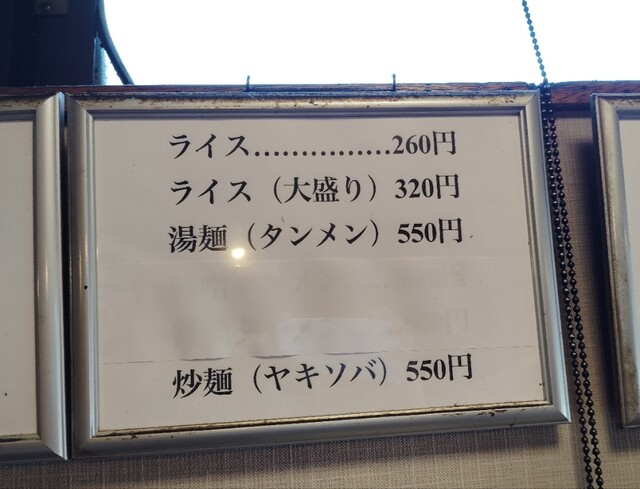 ライス...............260円
ライス（大盛り）320円
湯麺（タンメン）550円
炒麺（ヤキソバ）550円